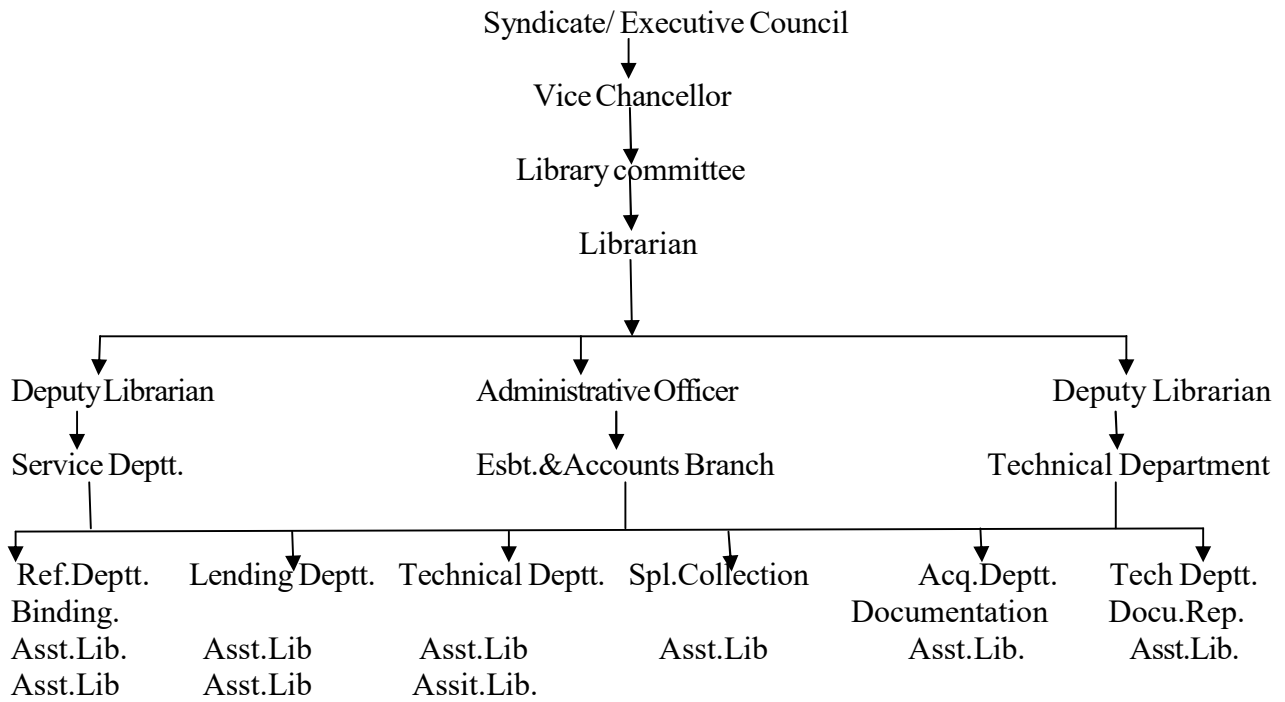 Syndicate/ Executive Council
Vice Chancellor
Library committee
Librarian
Deputy Librarian Administrative Officer Deputy Librarian
Service Deptt. Esbt.&Accounts Branch Technical Department
Ref.Deptt. Lending Deptt. Technical Deptt. Spl.Collection Acq.Deptt. Tech Deptt.
Binding. Documentation Docu.Rep.
Asst.Lib. Asst.Lib Asst.Lib Asst.Lib Asst.Lib. Asst.Lib.
Asst.Lib Asst.Lib Assit.Lib.